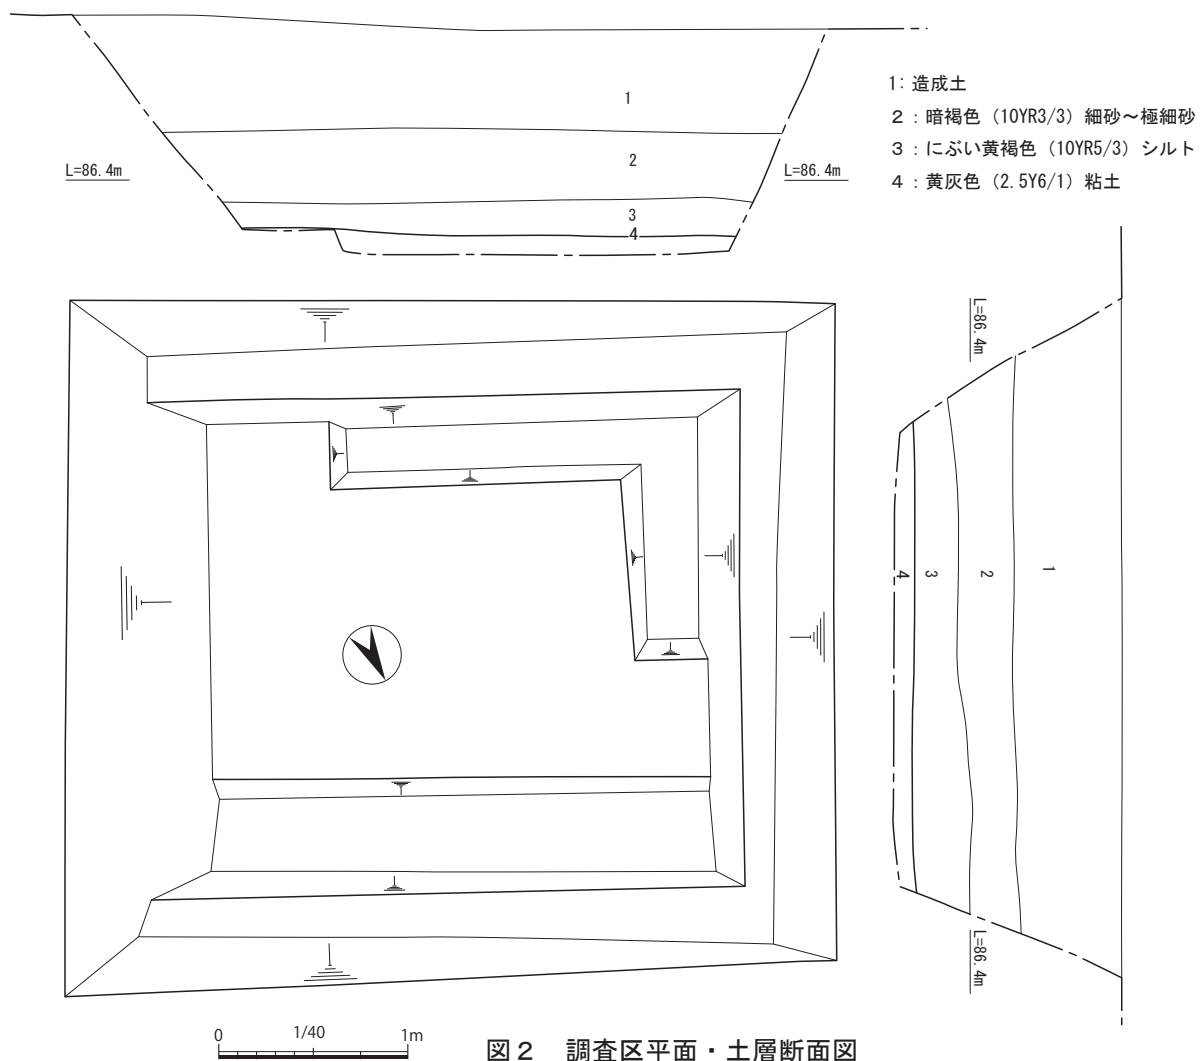 1
1: 造成土
2 : 暗褐色（10YR3/3）細砂～極細砂
3 : にぶい黄褐色（10YR5/3）シルト
4 : 黄灰色（2.5Y6/1）粘土
2
L=86.4m
L=86.4m
3
4
L=86.4m
4
3
2
1
L=86.4m
0 1/40 1m
図２　調査区平面・土層断面図